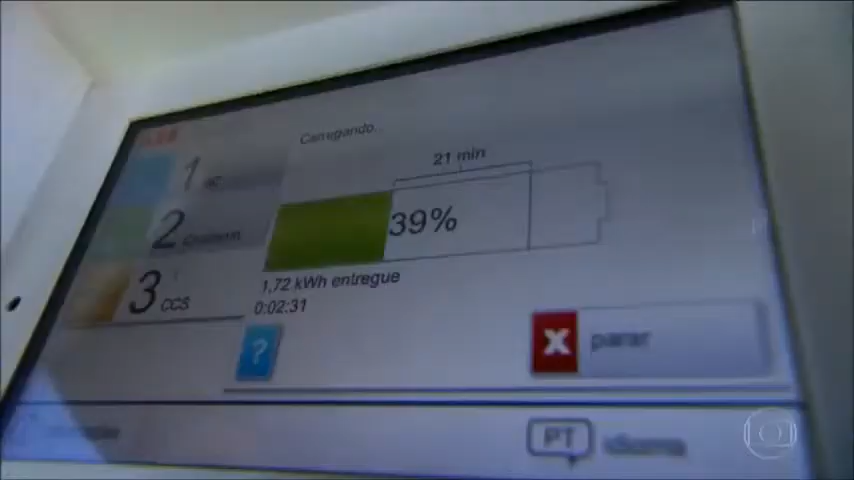 Carregando...
1
2
3 CCS
21 min
39%
1,72 kWh entregue
0:02:31
?
X parar
PT idioma